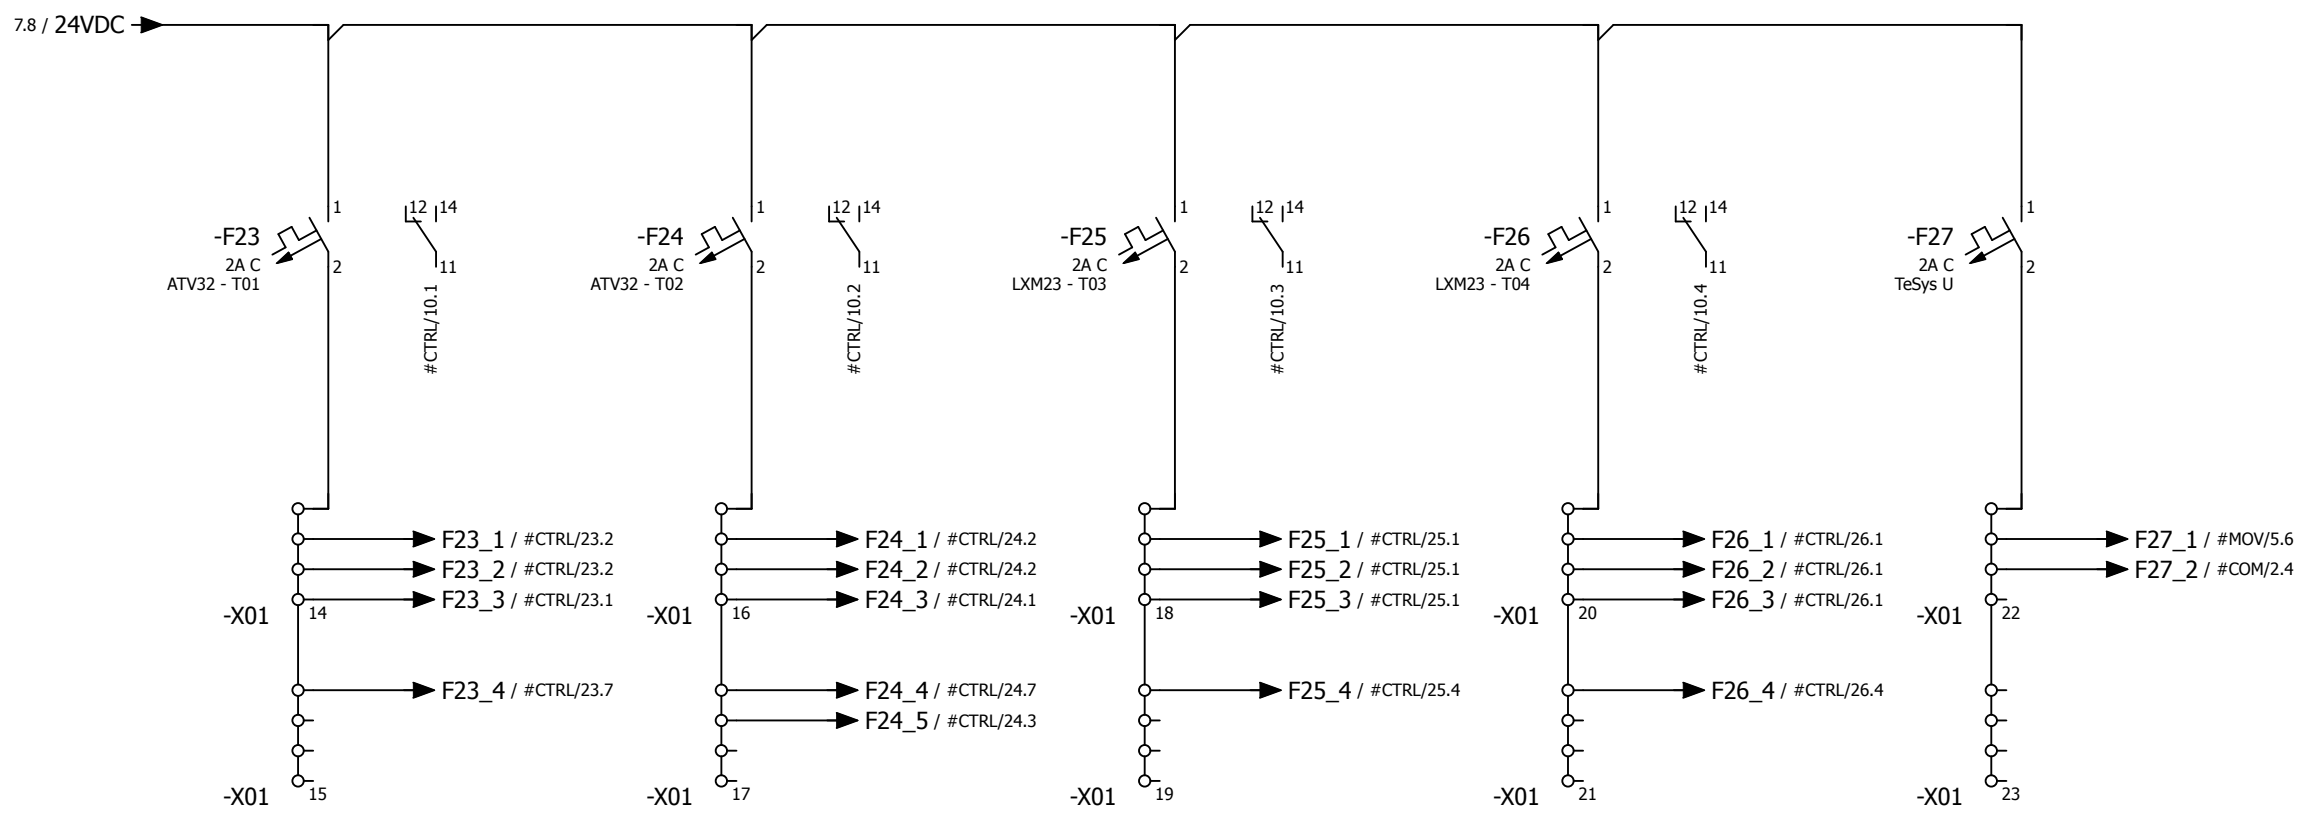 7.8 / 24VDC
1
12 14
-F23
2A C
ATV32 - T01
2
11
#CTRL/10.1
1
12 14
-F24
2A C
ATV32 - T02
2
11
#CTRL/10.2
1
12 14
-F25
2A C
LXM23 - T03
2
11
#CTRL/10.3
1
12 14
-F26
2A C
LXM23 - T04
2
11
#CTRL/10.4
1
-F27
2A C
TeSys U
2
F23_1 / #CTRL/23.2
F23_2 / #CTRL/23.2
F23_3 / #CTRL/23.1
-X01 14
F23_4 / #CTRL/23.7
-X01 15
F24_1 / #CTRL/24.2
F24_2 / #CTRL/24.2
F24_3 / #CTRL/24.1
-X01 16
F24_4 / #CTRL/24.7
F24_5 / #CTRL/24.3
-X01 17
F25_1 / #CTRL/25.1
F25_2 / #CTRL/25.1
F25_3 / #CTRL/25.1
-X01 18
F25_4 / #CTRL/25.4
-X01 19
F26_1 / #CTRL/26.1
F26_2 / #CTRL/26.1
F26_3 / #CTRL/26.1
-X01 20
F26_4 / #CTRL/26.4
-X01 21
F27_1 / #MOV/5.6
F27_2 / #COM/2.4
-X01 22
-X01 23